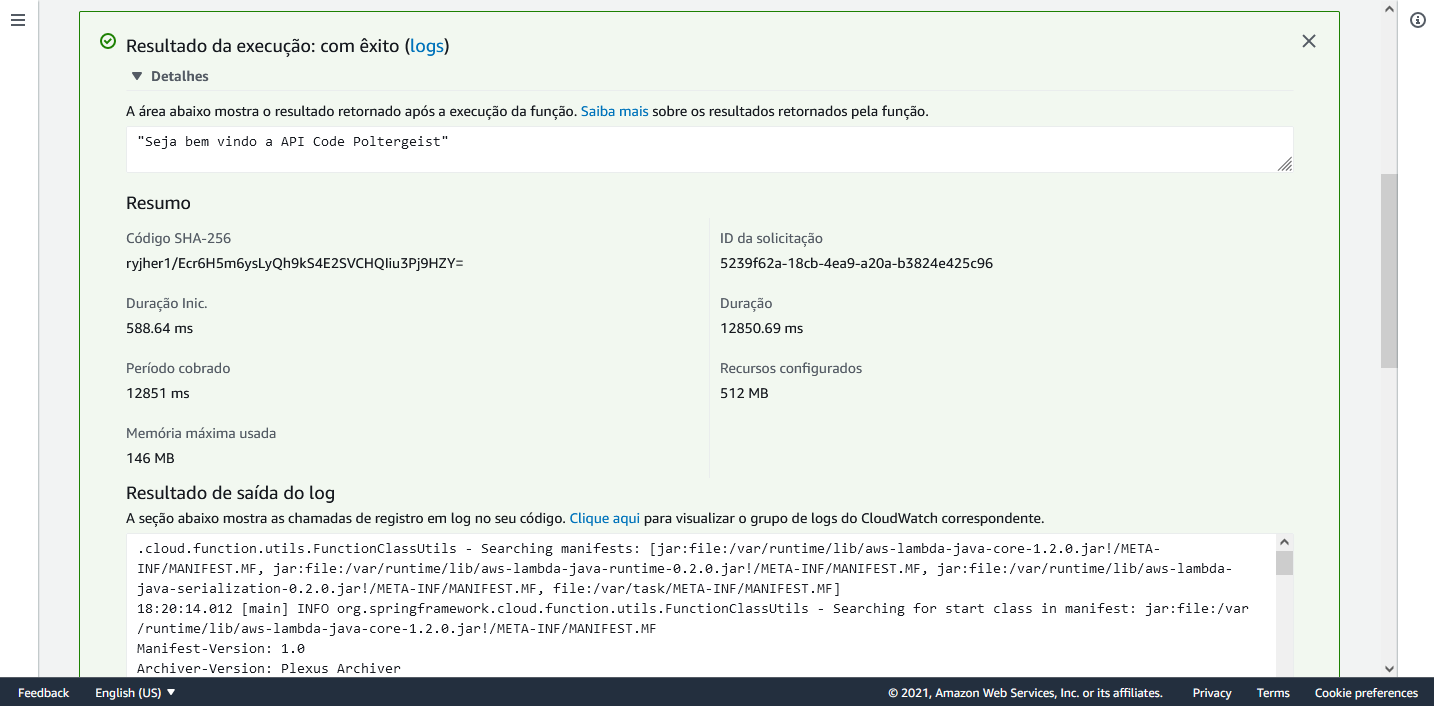 Resultado da execução: com êxito (logs)
▼ Detalhes
A área abaixo mostra o resultado retornado após a execução da função. Saiba mais sobre os resultados retornados pela função.
"Seja bem vindo a API Code Poltergeist"
Resumo
Código SHA-256
ryjher1/Ecr6H5m6ysLyQh9kS4E2SVCHQIiu3Pj9HZY=
ID da solicitação
5239f62a-18cb-4ea9-a20a-b3824e425c96
Duração Inic.
588.64 ms
Duração
12850.69 ms
Período cobrado
12851 ms
Recursos configurados
512 MB
Memória máxima usada
146 MB
Resultado de saída do log
A seção abaixo mostra as chamadas de registro em log no seu código. Clique aqui para visualizar o grupo de logs do CloudWatch correspondente.
.cloud.function.utils.FunctionClassUtils - Searching manifests: [jar:file:/var/runtime/lib/aws-lambda-java-core-1.2.0.jar!/META-
INF/MANIFEST.MF, jar:file:/var/runtime/lib/aws-lambda-java-runtime-0.2.0.jar!/META-INF/MANIFEST.MF, jar:file:/var/runtime/lib/aws-lambda-
java-serialization-0.2.0.jar!/META-INF/MANIFEST.MF, file:/var/task/META-INF/MANIFEST.MF]
18:20:14.012 [main] INFO org.springframework.cloud.function.utils.FunctionClassUtils - Searching for start class in manifest: jar:file:/var
/runtime/lib/aws-lambda-java-core-1.2.0.jar!/META-INF/MANIFEST.MF
Manifest-Version: 1.0
Archiver-Version: Plexus Archiver
Feedback English (US) ▼ © 2021, Amazon Web Services, Inc. or its affiliates. Privacy Terms Cookie preferences